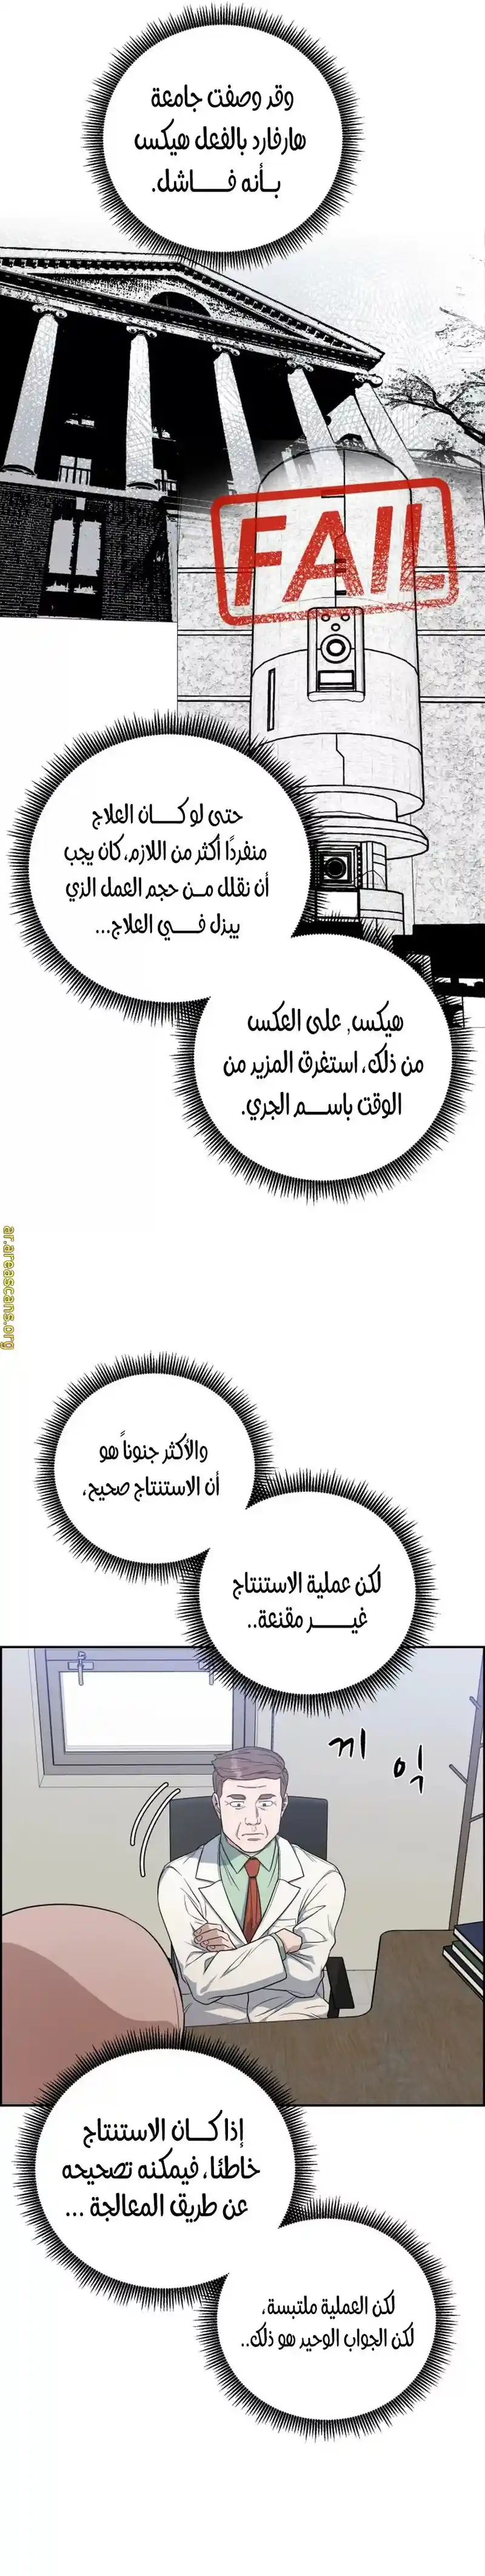 وقد وصفت جامعة
هارفارد بالفعل هيكس
بأنه فاشل.
FAIL
حتى لو كان العلاج
منفردًا أكثر من اللازم، كان يجب
أن نقلل من حجم العمل الذي
يبذل في العلاج...
هيكس, على العكس
من ذلك، استغرق المزيد من
الوقت باسم الجري.
ar.areascans.org
والأكثر جنوناً هو
أن الاستنتاج صحيح،
لكن عملية الاستنتاج
غير مقنعة..
끼익
إذا كان الاستنتاج
خاطئا، فيمكنه تصحيحه
عن طريق المعالجة ...
لكن العملية ملتبسة،
لكن الجواب الوحيد هو ذلك..